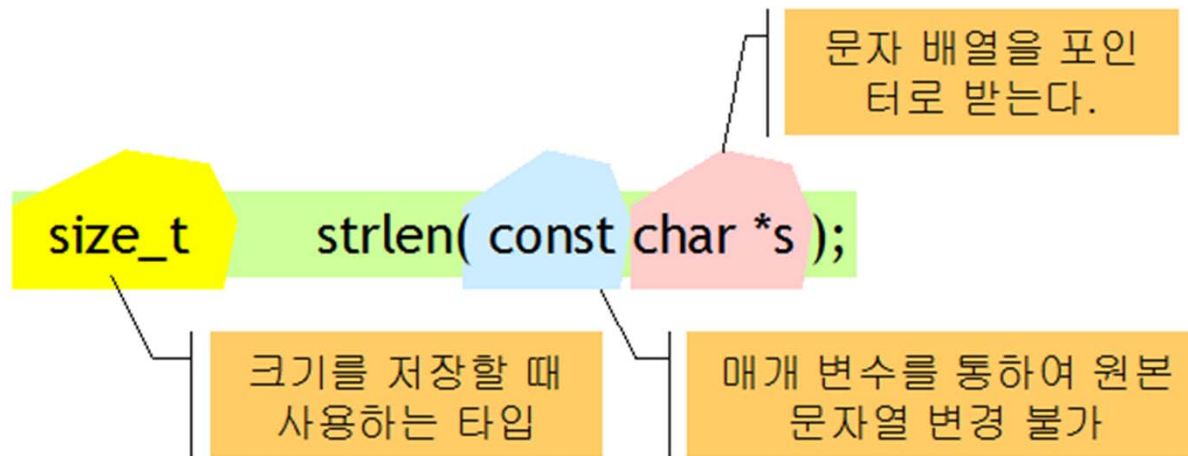 문자 배열을 포인
터로 받는다.
size_t strlen( const char *s );
크기를 저장할 때
사용하는 타입
매개 변수를 통하여 원본
문자열 변경 불가